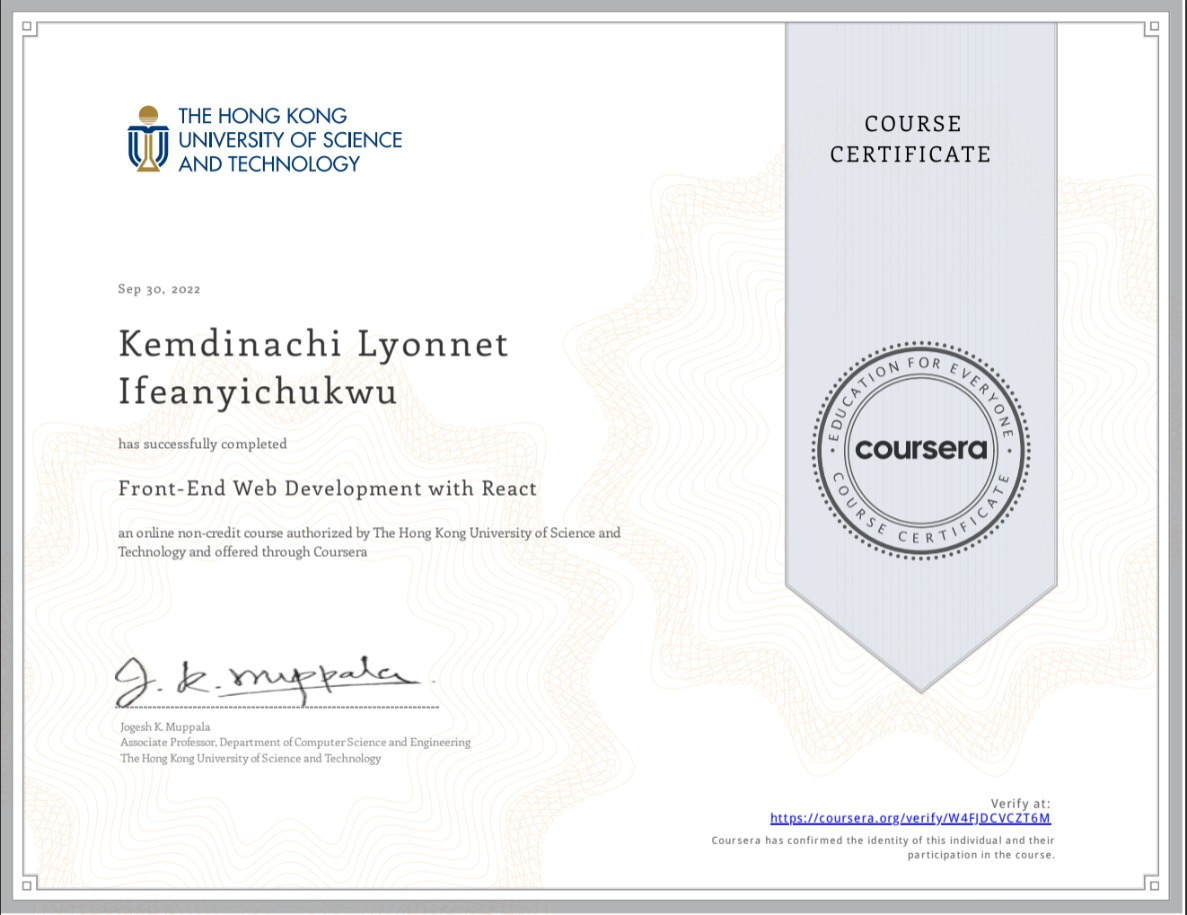 THE HONG KONG
UNIVERSITY OF SCIENCE
AND TECHNOLOGY
COURSE
CERTIFICATE
Sep 30, 2022
Kemdinachi Lyonnet
Ifeanyichukwu
has successfully completed
Front-End Web Development with React
an online non-credit course authorized by The Hong Kong University of Science and
Technology and offered through Coursera
EDUCATION FOR EVERYONE
coursera
COURSE CERTIFICATE
J. K. Muppala
Jogesh K. Muppala
Associate Professor, Department of Computer Science and Engineering
The Hong Kong University of Science and Technology
Verify at:
https://coursera.org/verify/W4FJDCVCZT6M
Coursera has confirmed the identity of this individual and their
participation in the course.